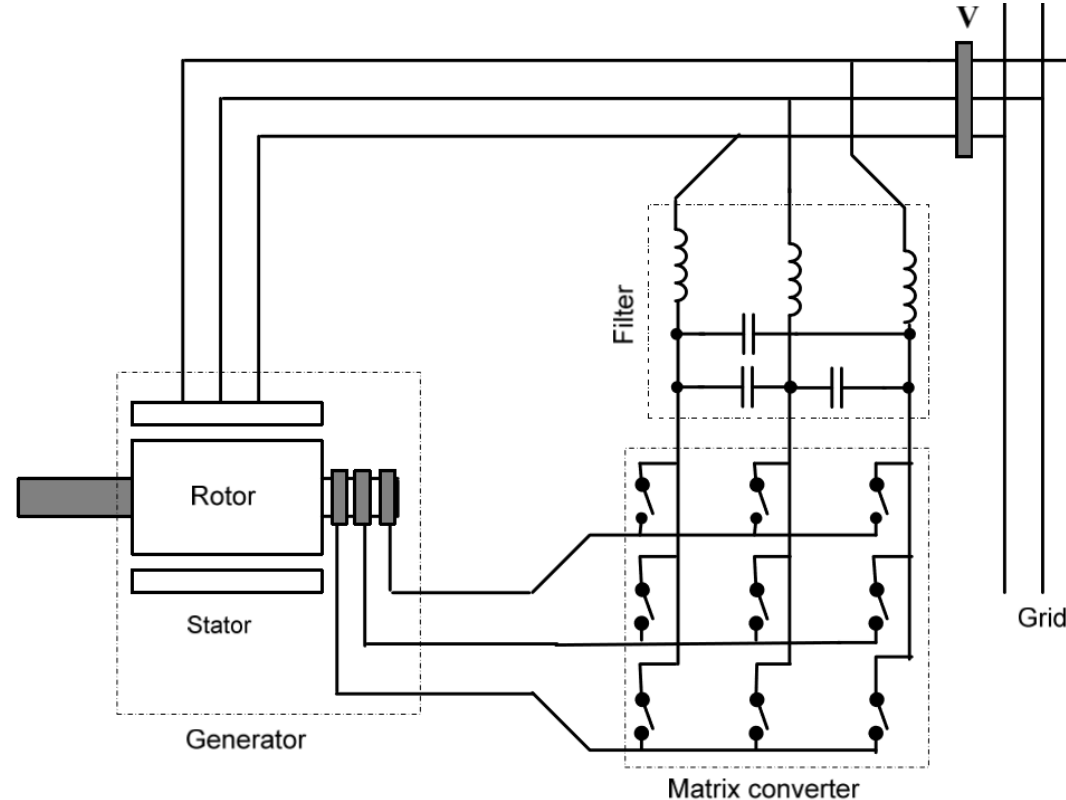 V
Filter
Rotor
Stator
Grid
Generator
Matrix converter